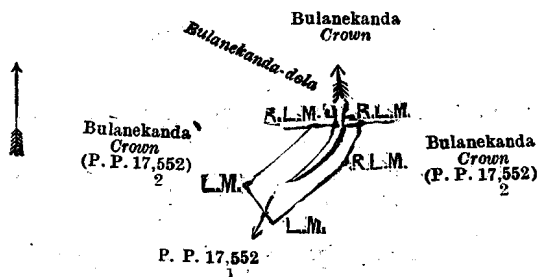 Bulanekanda
Crown
Bulanekanda-dola
R.L.M. R.L.M.
Bulanekanda
Crown
(P. P. 17,552)
2
Bulanekanda
Crown
(P. P. 17,552)
2
R.L.M.
L.M.
L.M.
P. P. 17,552
1